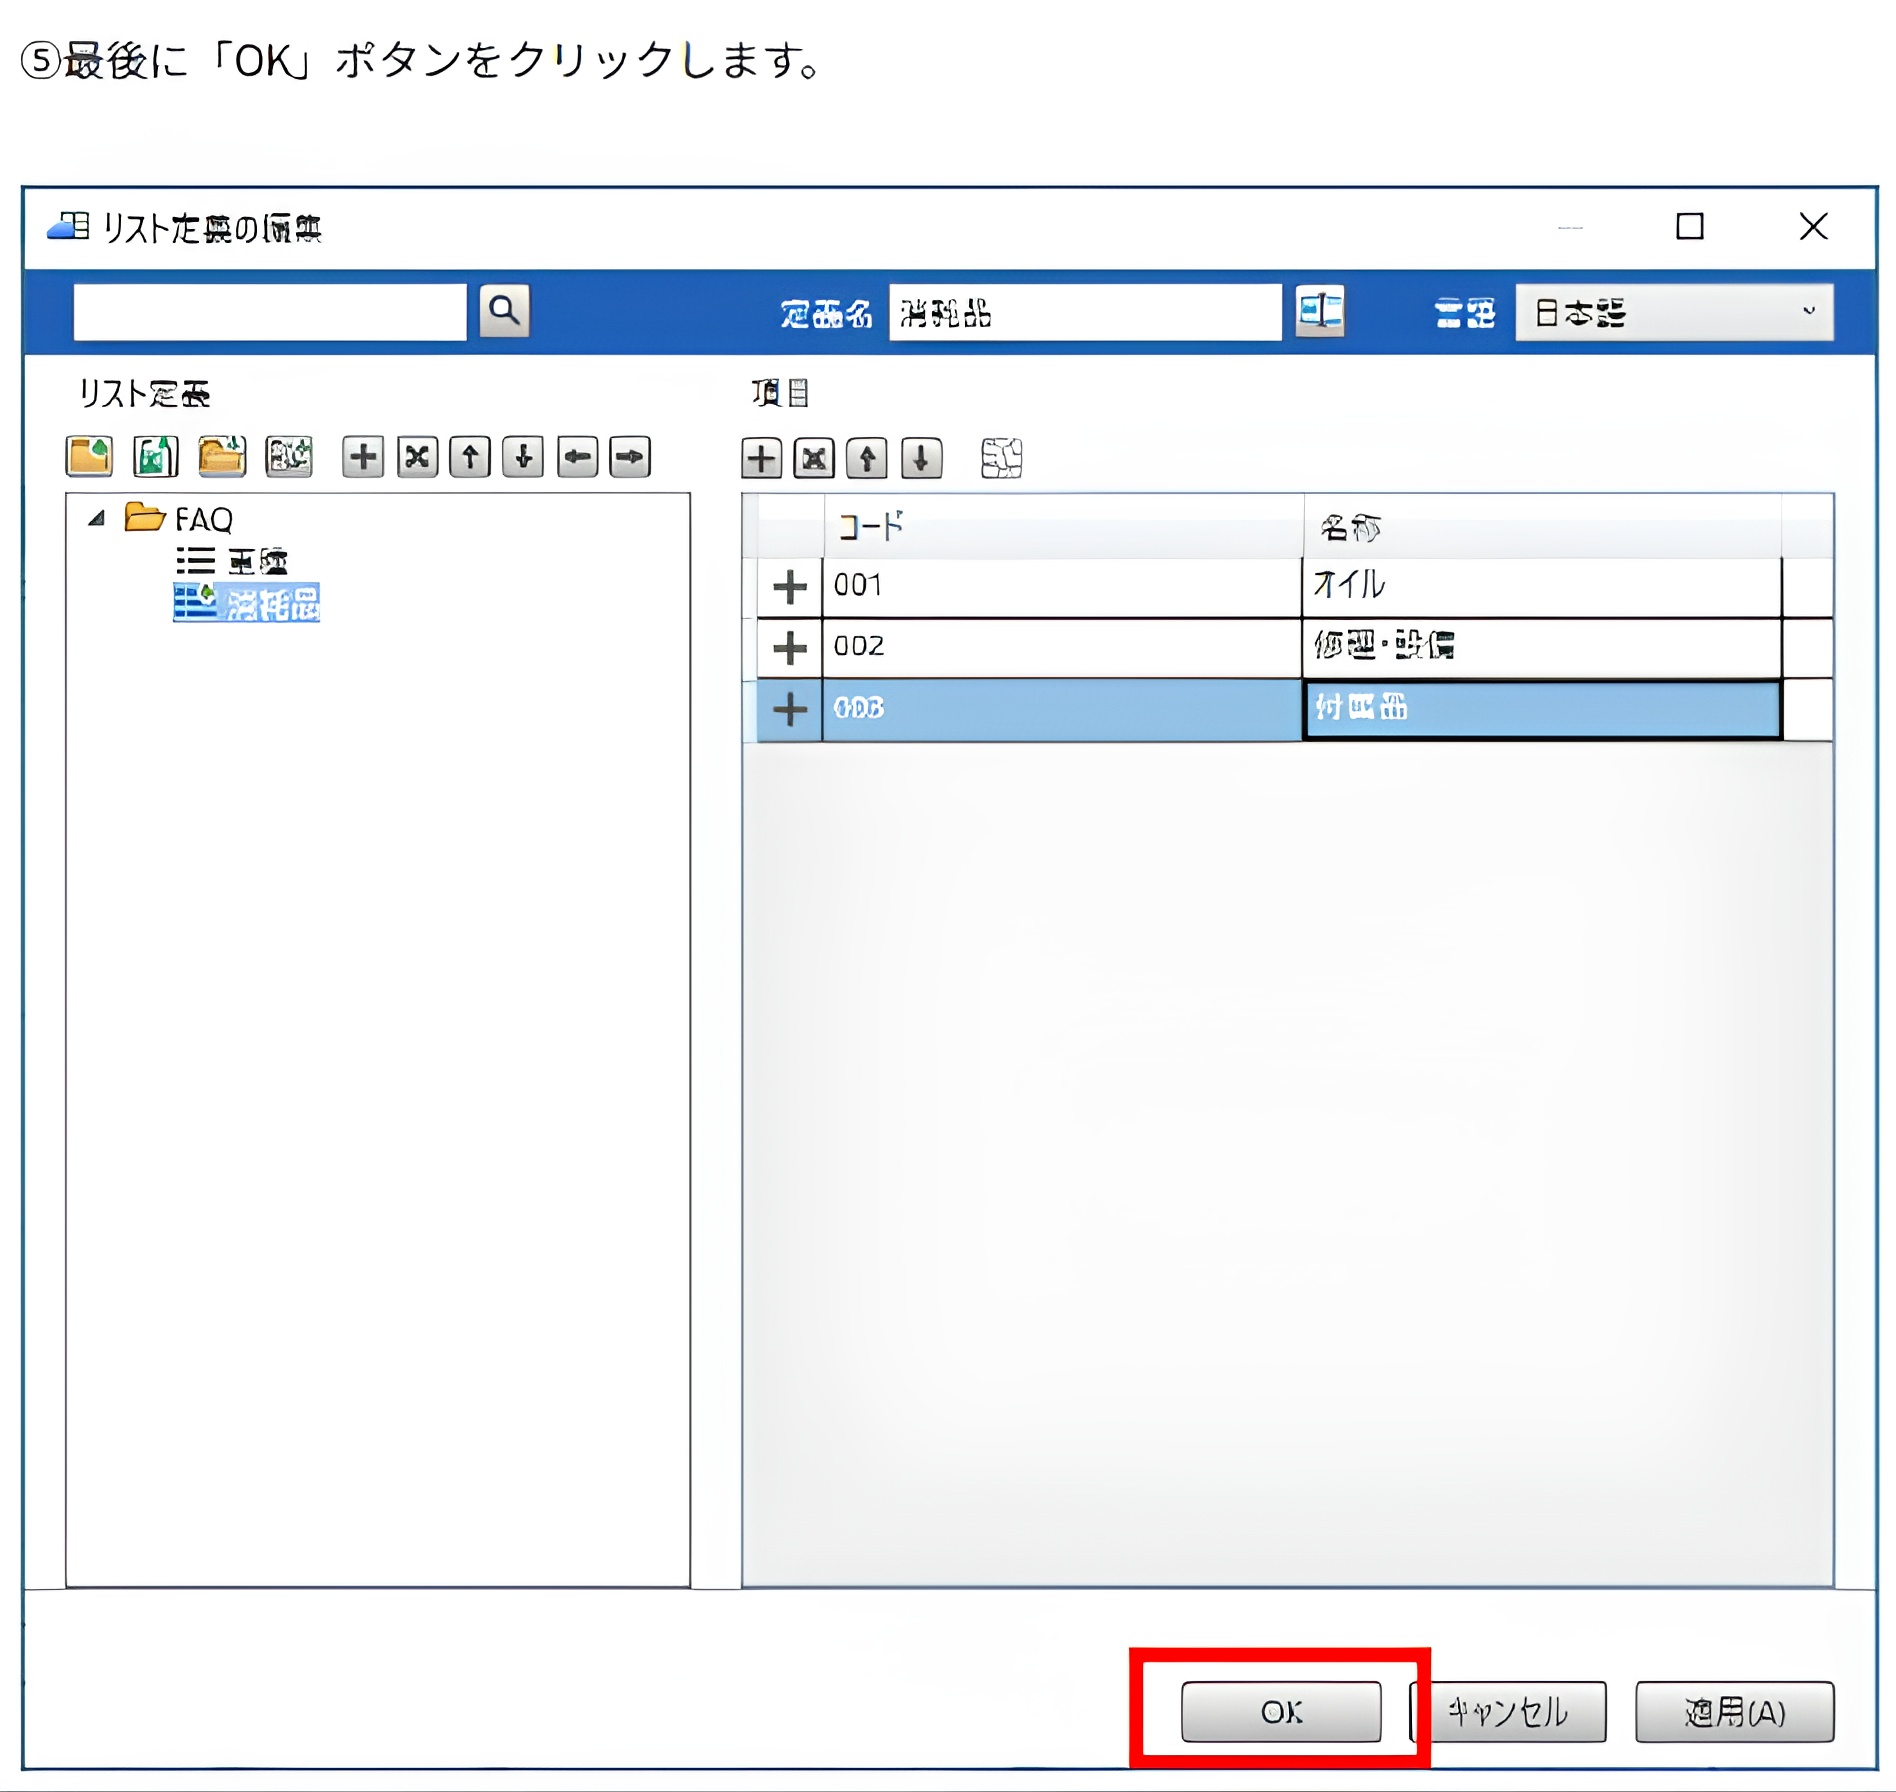 ⑤最後に「OK」ボタンをクリックします。
リスト定義の編集
定義名 消耗品 言語 日本語
リスト定義 項目
FAQ
コード 名称
001 オイル
002 修理・設備
003 付属品
消耗品
OK キャンセル 適用(A)